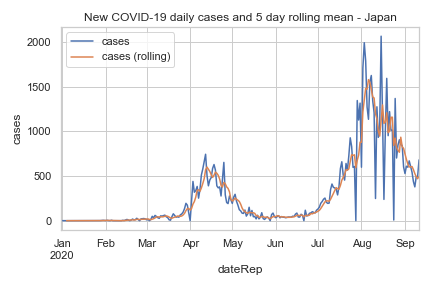 New COVID-19 daily cases and 5 day rolling mean - Japan
cases
cases (rolling)
2000
1500
1000
500
0
cases
Jan Feb Mar Apr May Jun Jul Aug Sep
2020
dateRep